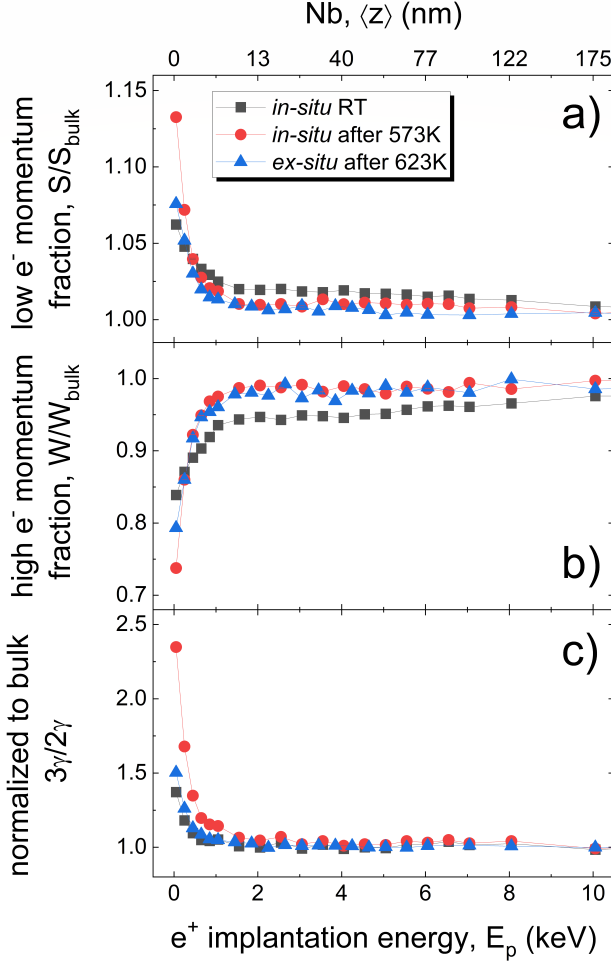 Nb, ⟨z⟩ (nm)
0 13 40 77 122 175
a)
in-situ RT
in-situ after 573K
ex-situ after 623K
low e⁻ momentum
fraction, S/S_bulk
1.15
1.10
1.05
1.00
b)
high e⁻ momentum
fraction, W/W_bulk
1.0
0.9
0.8
0.7
c)
normalized to bulk
3γ/2γ
2.5
2.0
1.5
1.0
0 2 4 6 8 10
e⁺ implantation energy, E_p (keV)